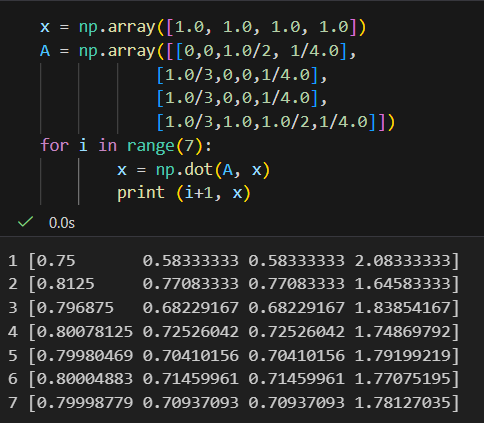 x = np.array([1.0, 1.0, 1.0, 1.0])
A = np.array([[0,0,1.0/2, 1/4.0],
              [1.0/3,0,0,1/4.0],
              [1.0/3,0,0,1/4.0],
              [1.0/3,1.0,1.0/2,1/4.0]])
for i in range(7):
        x = np.dot(A, x)
        print (i+1, x)
✓ 0.0s
1 [0.75       0.58333333 0.58333333 2.08333333]
2 [0.8125     0.77083333 0.77083333 1.64583333]
3 [0.796875   0.68229167 0.68229167 1.83854167]
4 [0.80078125 0.72526042 0.72526042 1.74869792]
5 [0.79980469 0.70410156 0.70410156 1.79199219]
6 [0.80004883 0.71459961 0.71459961 1.77075195]
7 [0.79998779 0.70937093 0.70937093 1.78127035]